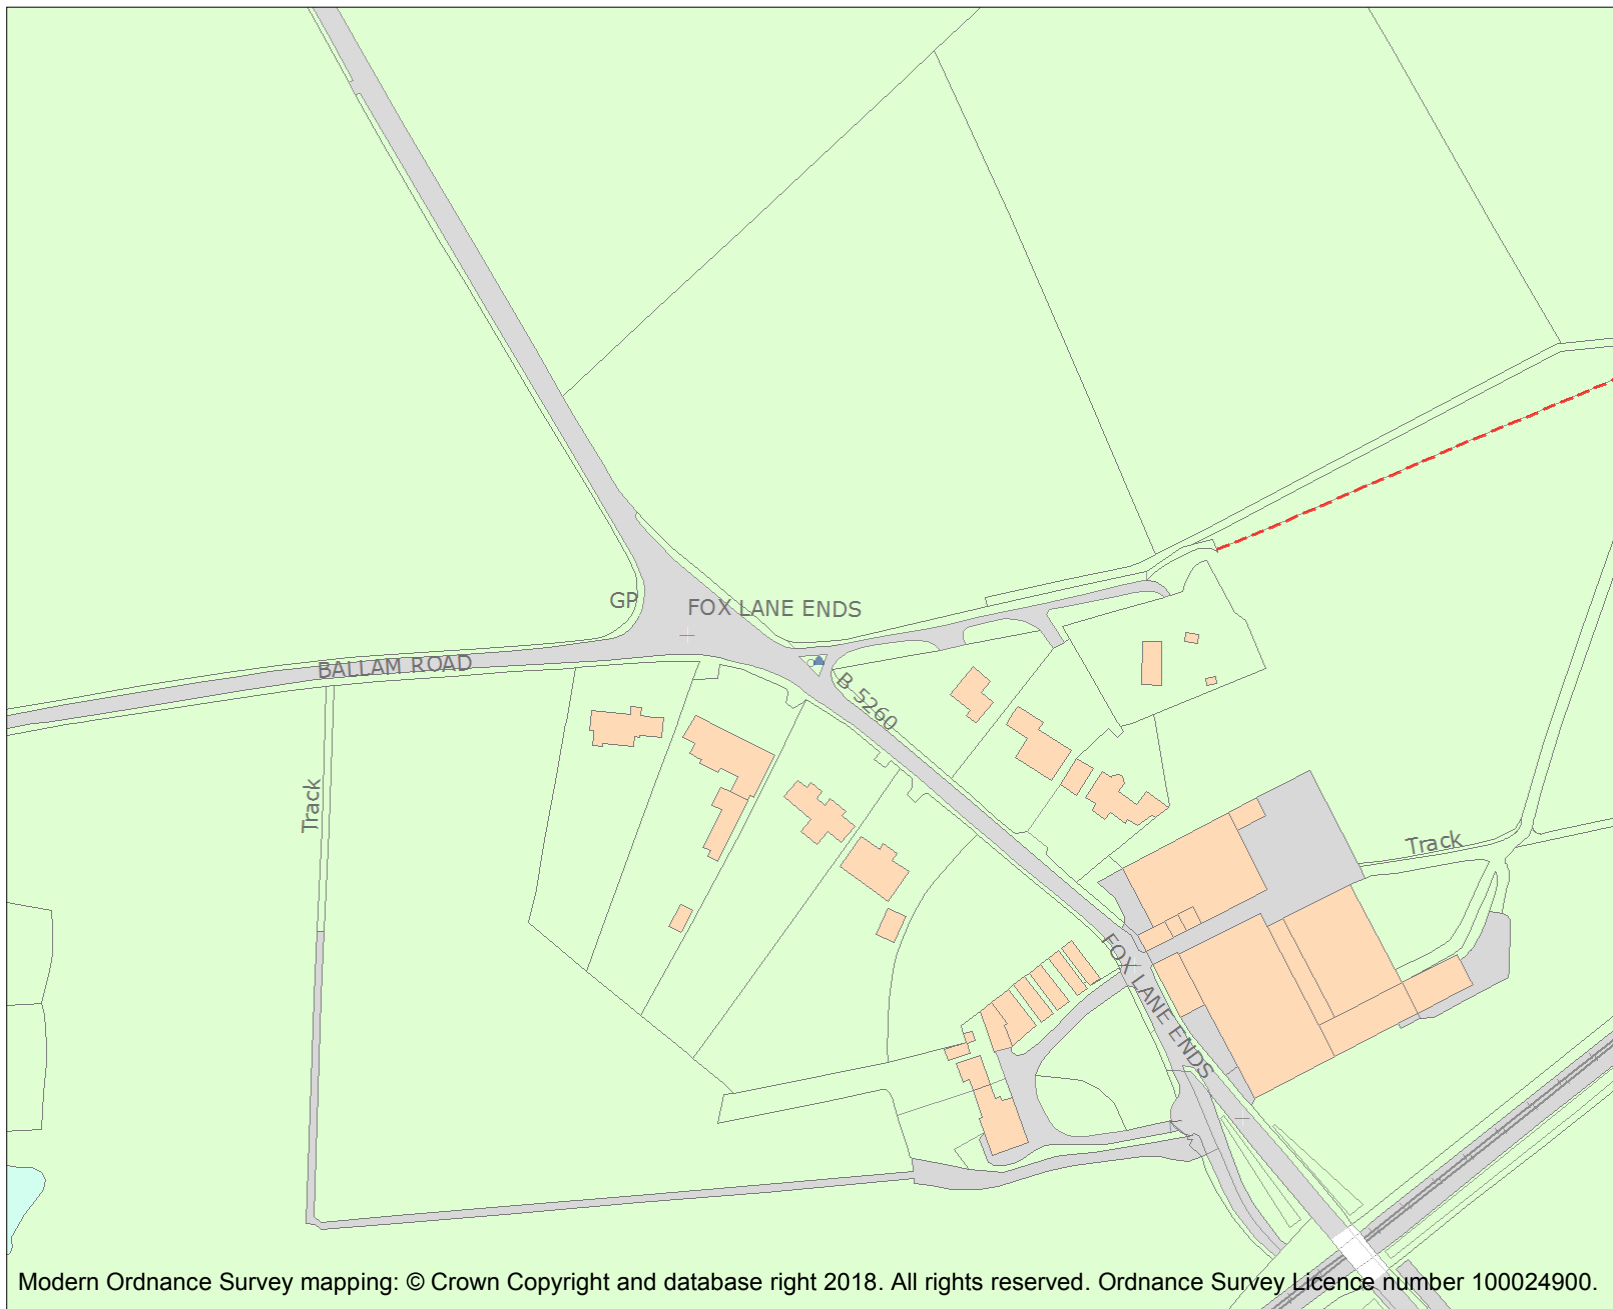 GP
FOX LANE ENDS
BALLAM ROAD
B 5260
Track
Track
FOX LANE ENDS
Modern Ordnance Survey mapping: © Crown Copyright and database right 2018. All rights reserved. Ordnance Survey Licence number 100024900.